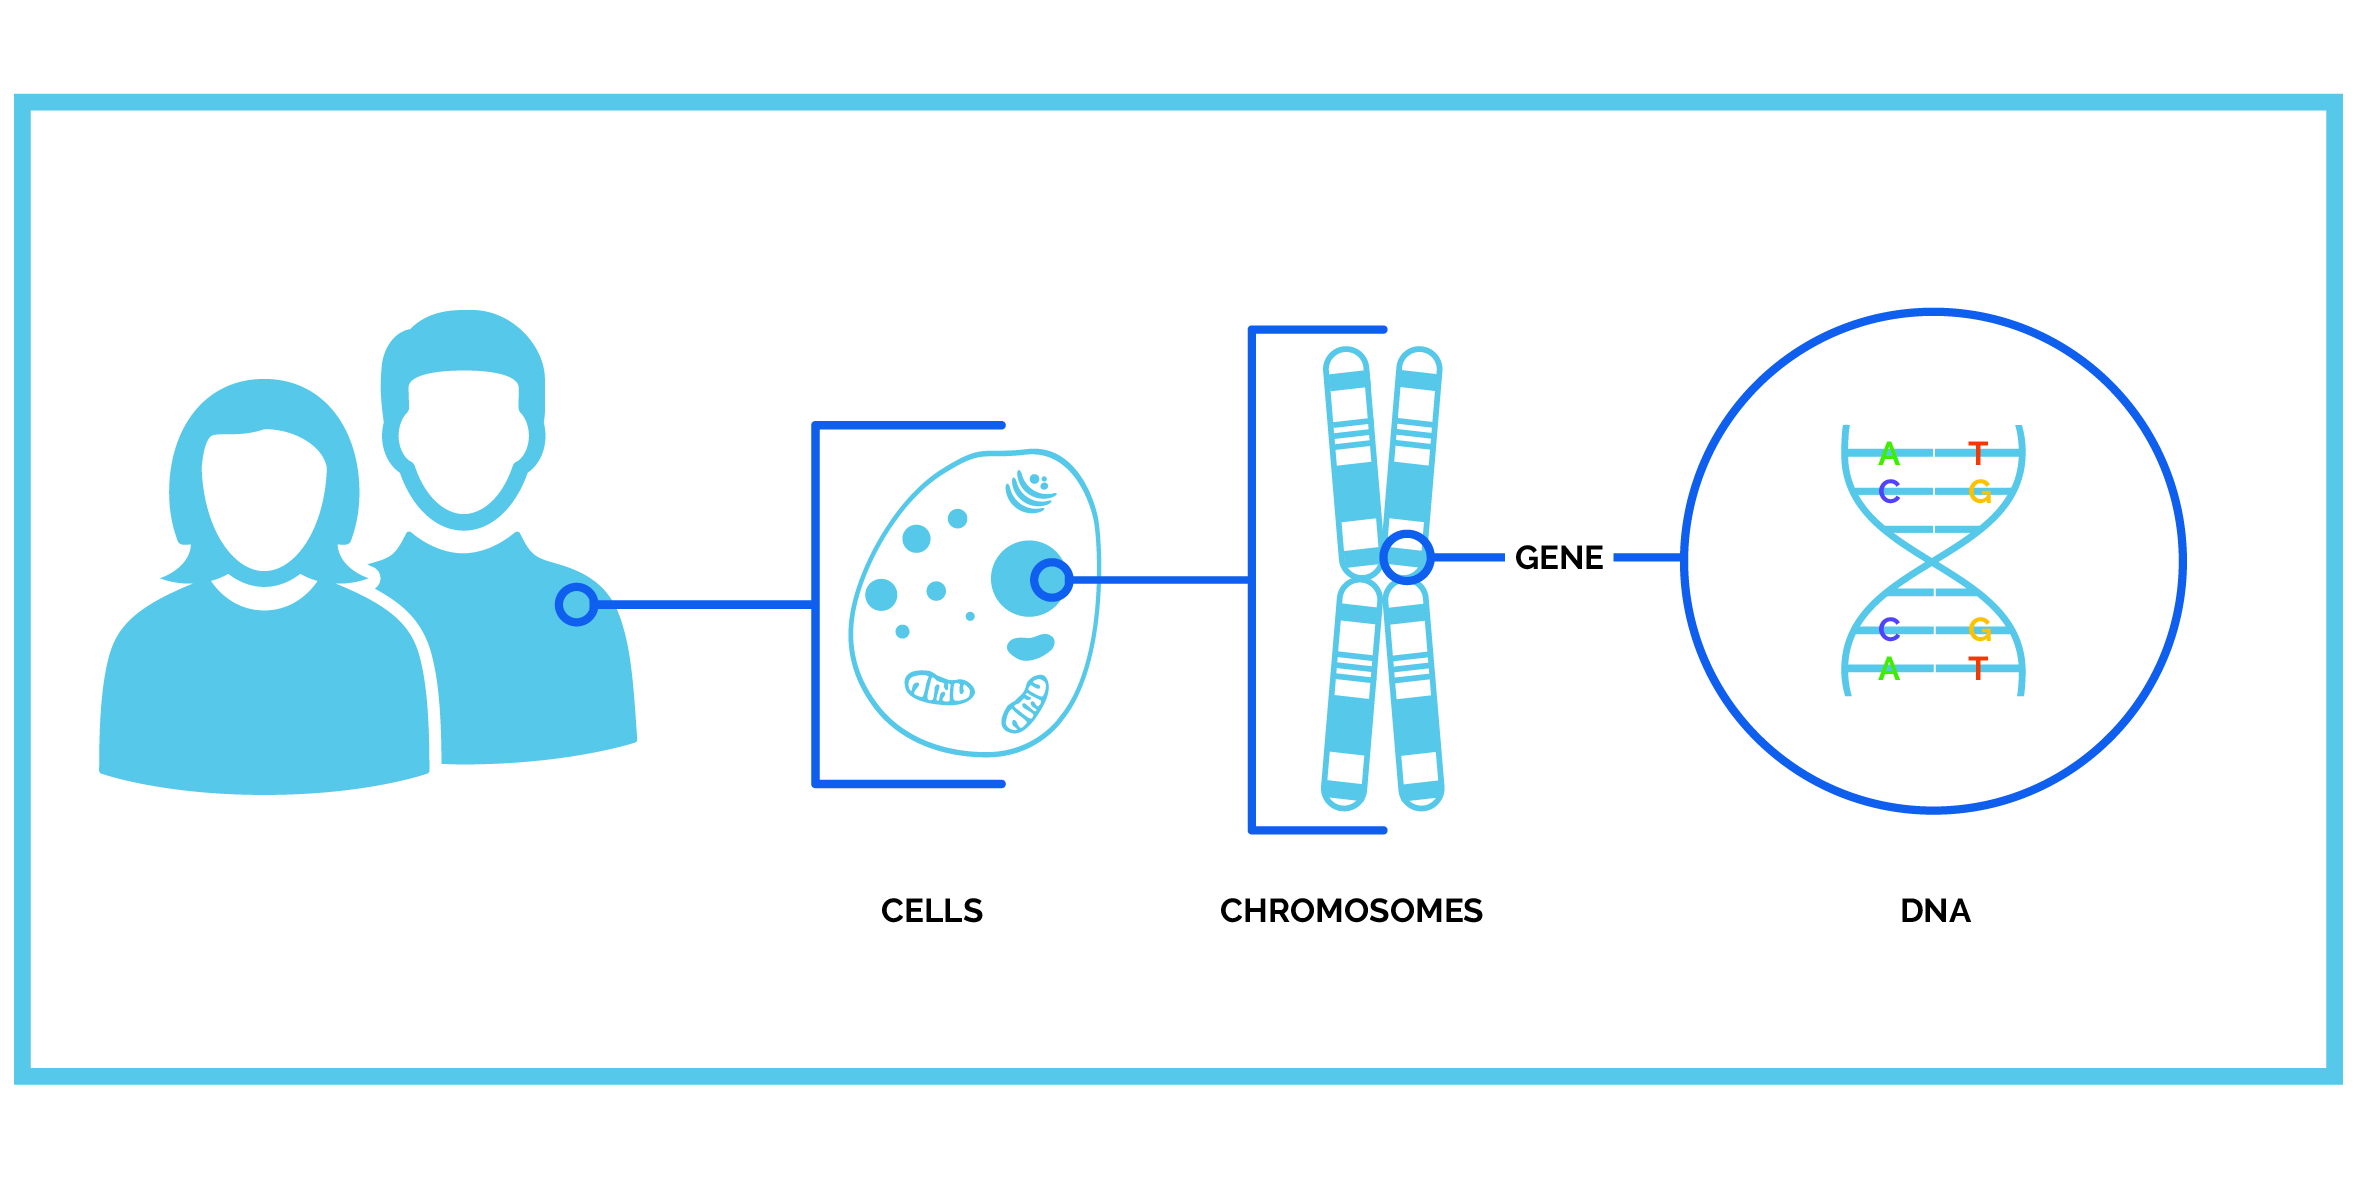 A T
C G
GENE
C G
A T
CELLS
CHROMOSOMES
DNA